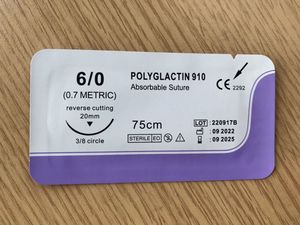 6/0
(0.7 METRIC)
reverse cutting
20mm
3/8 circle
POLYGLACTIN 910
Absorbable Suture
75cm
STERILE EO
CE
2292
LOT: 220917B
: 09 2022
: 09 2025